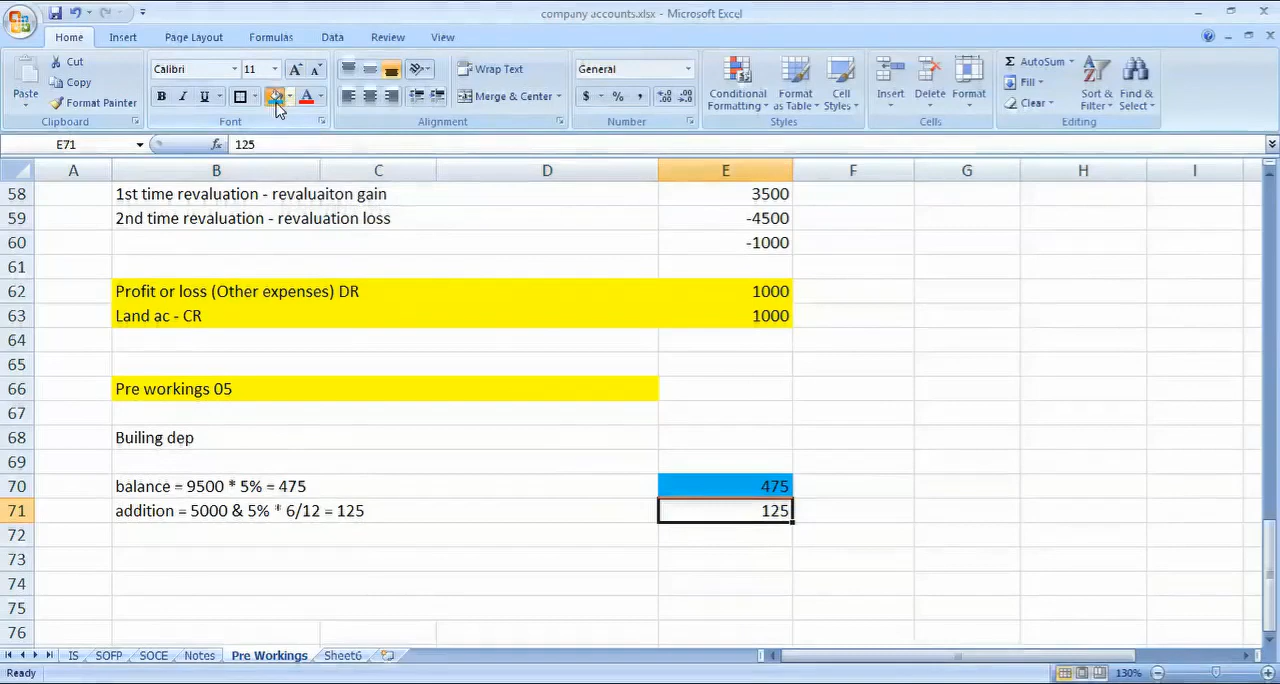 company accounts.xlsx - Microsoft Excel
Home Insert Page Layout Formulas Data Review View
Paste
Cut
Copy
Format Painter
Clipboard
Calibri 11
B I U
Font
Wrap Text
Merge & Center
Alignment
General
$ % ,
Number
Conditional Formatting
Format as Table
Cell Styles
Styles
Insert
Delete
Format
Cells
Σ AutoSum
Fill
Clear
Sort & Filter
Find & Select
Editing
E71 fx 125
A B C D E F G H I
58 1st time revaluation - revaluaiton gain 3500
59 2nd time revaluation - revaluation loss -4500
60 -1000
61
62 Profit or loss (Other expenses) DR 1000
63 Land ac - CR 1000
64
65
66 Pre workings 05
67
68 Builing dep
69
70 balance = 9500 * 5% = 475 475
71 addition = 5000 & 5% * 6/12 = 125 125
72
73
74
75
76
IS SOFP SOCE Notes Pre Workings Sheet6
Ready 130%